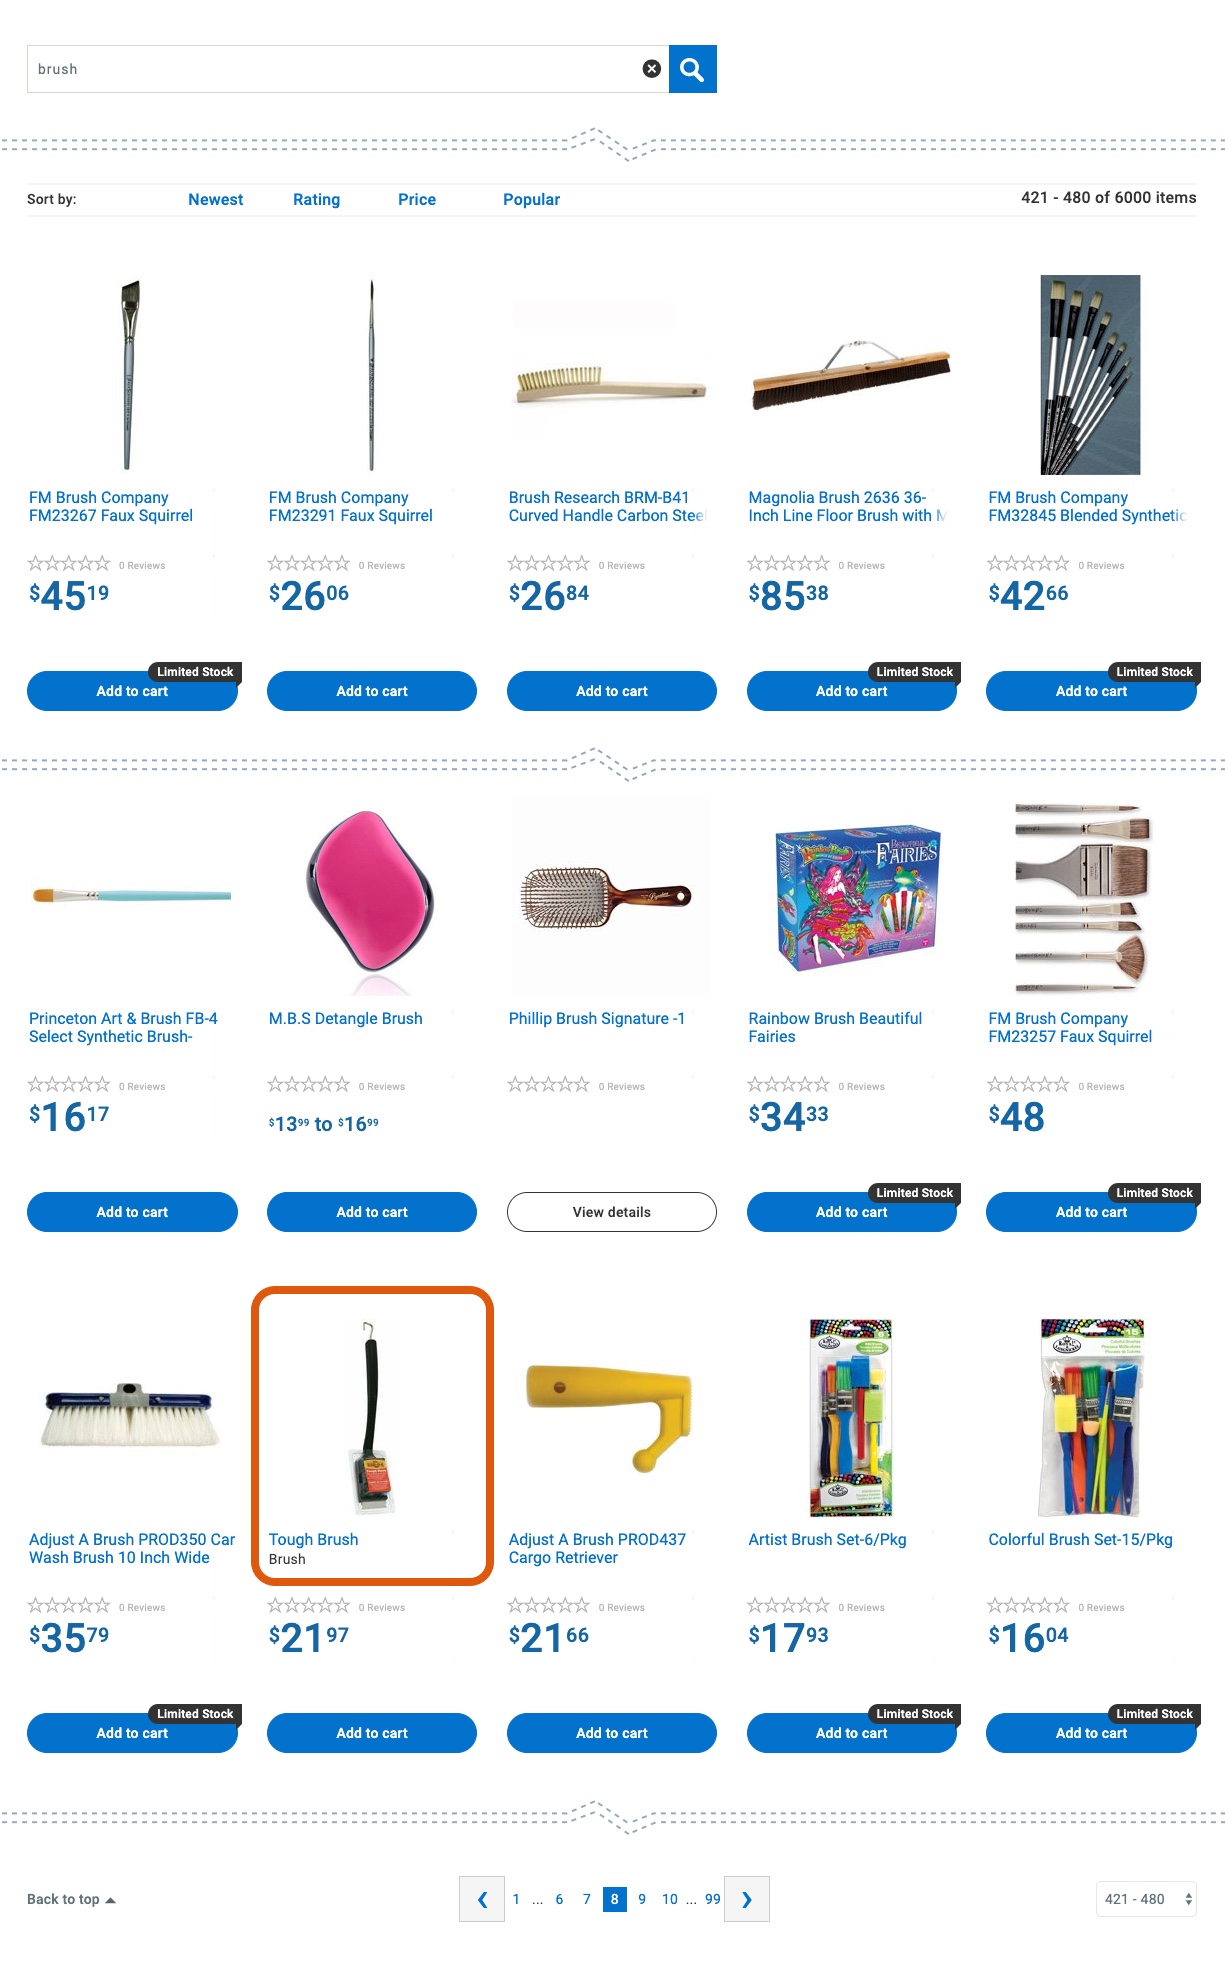 brush
Sort by: Newest Rating Price Popular 421 - 480 of 6000 items
FM Brush Company
FM23267 Faux Squirrel
0 Reviews
$45 19
Limited Stock
Add to cart
FM Brush Company
FM23291 Faux Squirrel
0 Reviews
$26 06
Add to cart
Brush Research BRM-B41
Curved Handle Carbon Steel
0 Reviews
$26 84
Add to cart
Magnolia Brush 2636 36-
Inch Line Floor Brush with M
0 Reviews
$85 38
Limited Stock
Add to cart
FM Brush Company
FM32845 Blended Synthetic
0 Reviews
$42 66
Limited Stock
Add to cart
Princeton Art & Brush FB-4
Select Synthetic Brush-
0 Reviews
$16 17
Add to cart
M.B.S Detangle Brush
0 Reviews
$13 99 to $16 99
Add to cart
Phillip Brush Signature -1
0 Reviews
View details
BEAUTIFUL
FAIRIES
Rainbow Brush Beautiful
Fairies
0 Reviews
$34 33
Limited Stock
Add to cart
FM Brush Company
FM23257 Faux Squirrel
0 Reviews
$48
Limited Stock
Add to cart
Adjust A Brush PROD350 Car
Wash Brush 10 Inch Wide
0 Reviews
$35 79
Limited Stock
Add to cart
Tough Brush
Brush
0 Reviews
$21 97
Add to cart
Adjust A Brush PROD437
Cargo Retriever
0 Reviews
$21 66
Add to cart
Artist Brush Set-6/Pkg
0 Reviews
$17 93
Limited Stock
Add to cart
Colorful Brush Set-15/Pkg
0 Reviews
$16 04
Limited Stock
Add to cart
Back to top 1 ... 6 7 8 9 10 ... 99 421 - 480